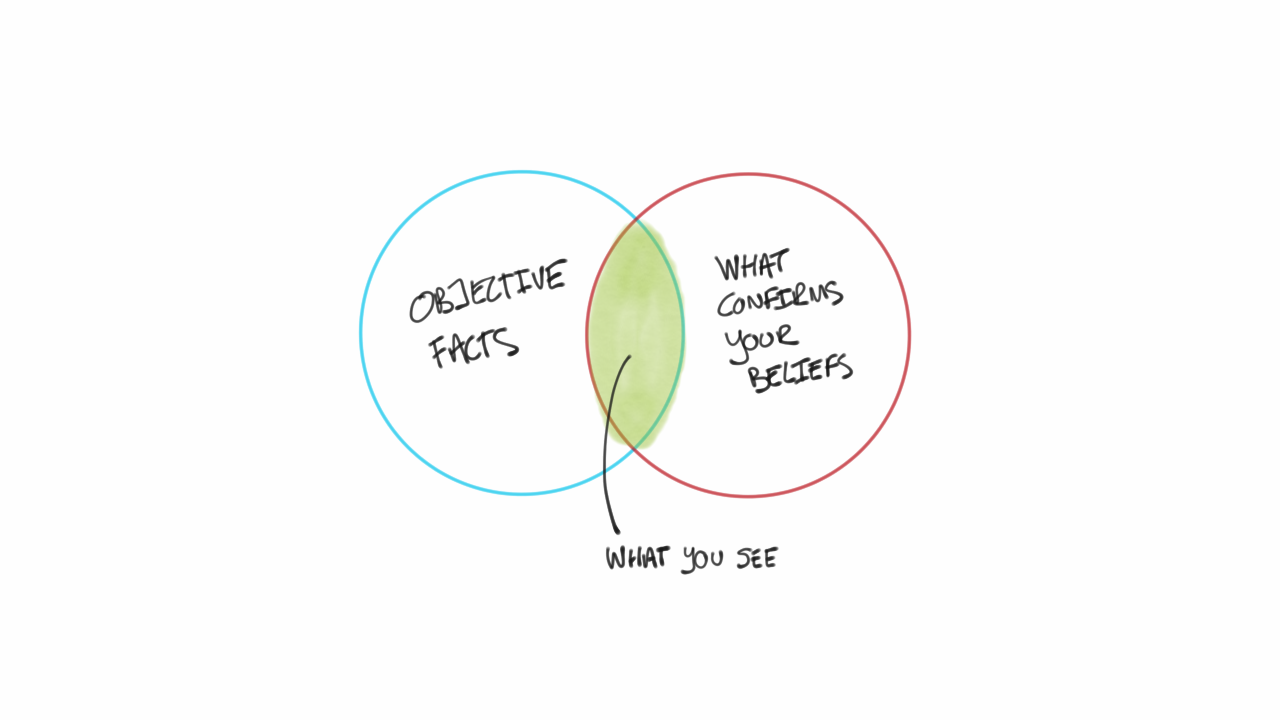 OBJECTIVE
FACTS
WHAT
CONFIRMS
YOUR
BELIEFS
WHAT YOU SEE